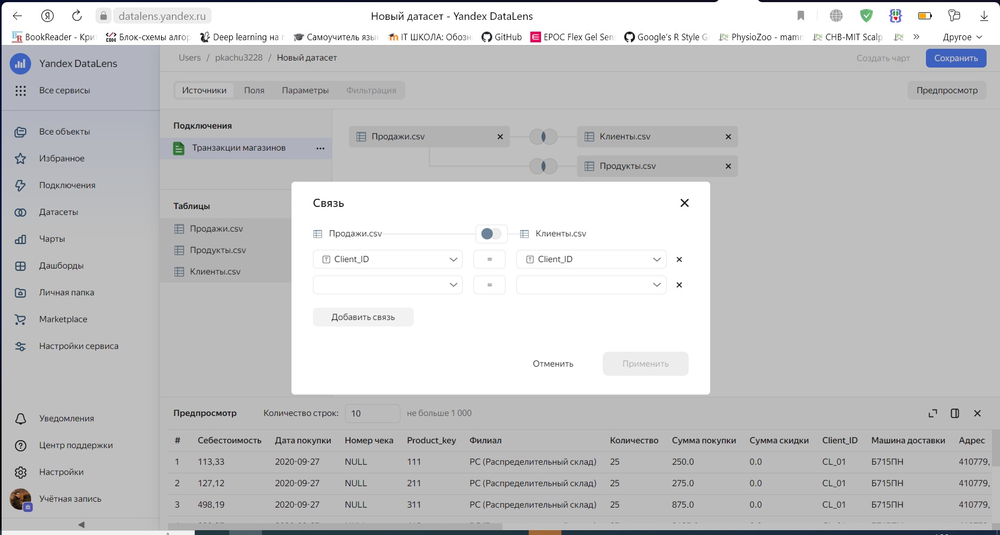 datalens.yandex.ru
Новый датасет - Yandex DataLens
BookReader - Крит
Блок-схемы алгор
Deep learning на
Самоучитель язы
IT ШКОЛА: Обозн
GitHub
EPOC Flex Gel Sen
Google's R Style G
PhysioZoo - mamm
CHB-MIT Scalp
Другое
Yandex DataLens
Все сервисы
Все объекты
Избранное
Подключения
Датасеты
Чарты
Дашборды
Личная папка
Marketplace
Настройки сервиса
Уведомления
Центр поддержки
Настройки
Учётная запись
Users / pkachu3228 / Новый датасет
Создать чарт
Сохранить
Источники
Поля
Параметры
Фильтрация
Предпросмотр
Подключения
Транзакции магазинов
Таблицы
Продажи.csv
Продукты.csv
Клиенты.csv
Продажи.csv
Клиенты.csv
Продукты.csv
Связь
Продажи.csv
Клиенты.csv
Client_ID = Client_ID
=
Добавить связь
Отменить
Применить
Предпросмотр
Количество строк: 10 не больше 1 000
# Себестоимость Дата покупки Номер чека Product_key Филиал Количество Сумма покупки Сумма скидки Client_ID Машина доставки Адрес
1 113,33 2020-09-27 NULL 111 РС (Распределительный склад) 25 250.0 0.0 CL_01 Б715ПН 410779,
2 127,12 2020-09-27 NULL 211 РС (Распределительный склад) 25 275.0 0.0 CL_01 Б715ПН 410779,
3 498,19 2020-09-27 NULL 311 РС (Распределительный склад) 25 875.0 0.0 CL_01 Б715ПН 410779,